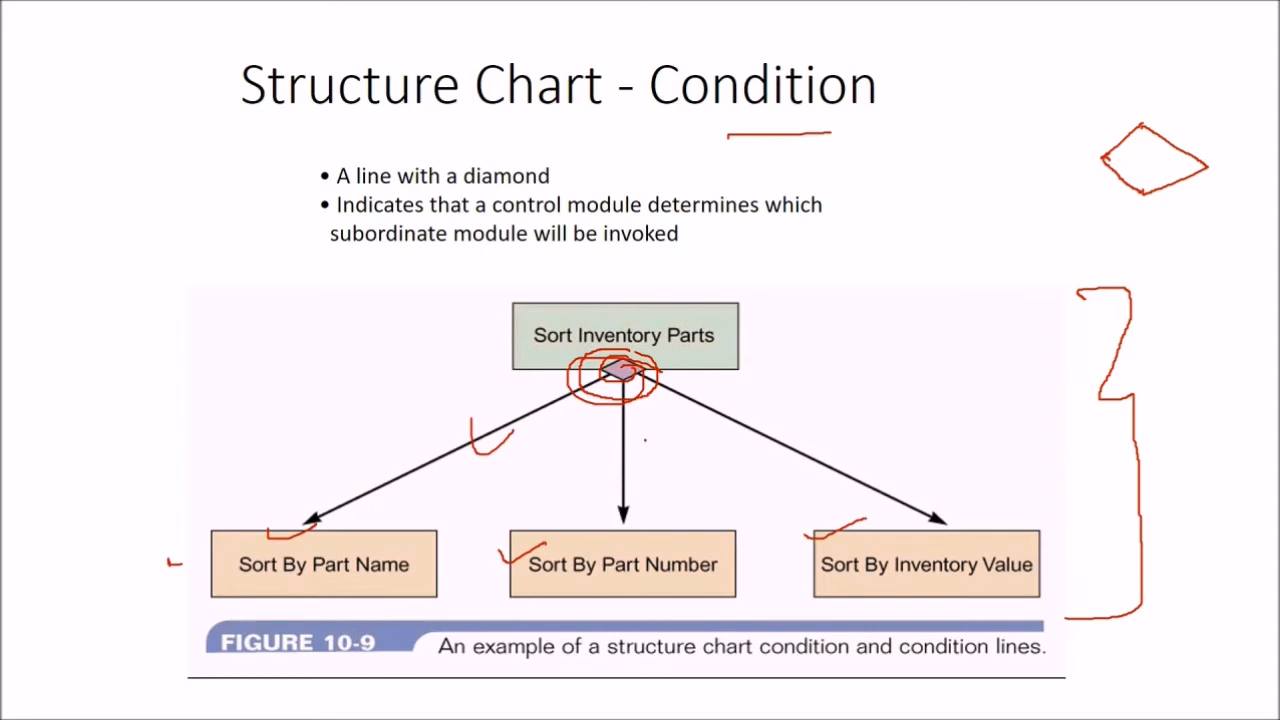 Structure Chart - Condition
• A line with a diamond
• Indicates that a control module determines which
subordinate module will be invoked
Sort Inventory Parts
Sort By Part Name
Sort By Part Number
Sort By Inventory Value
FIGURE 10-9 An example of a structure chart condition and condition lines.